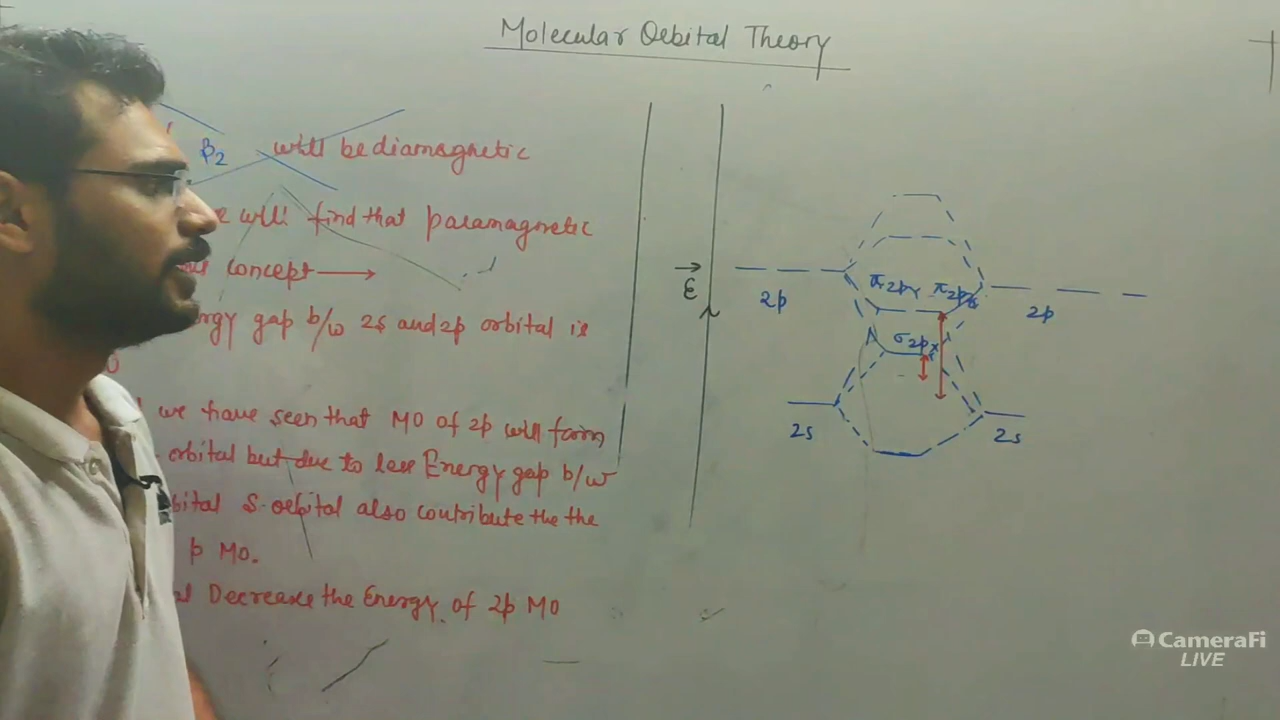 Molecular Orbital Theory
B2 will be diamagnetic
will find that paramagnetic
concept
gap b/w 2s and 2p orbital is
we have seen that MO of 2p will form
orbital but due to less Energy gap b/w
S-orbital also contribute the the
p MO.
Decrease the Energy of 2p MO
E
2p
π2py π2pz
2p
σ2px
2s
2s
CameraFi
LIVE